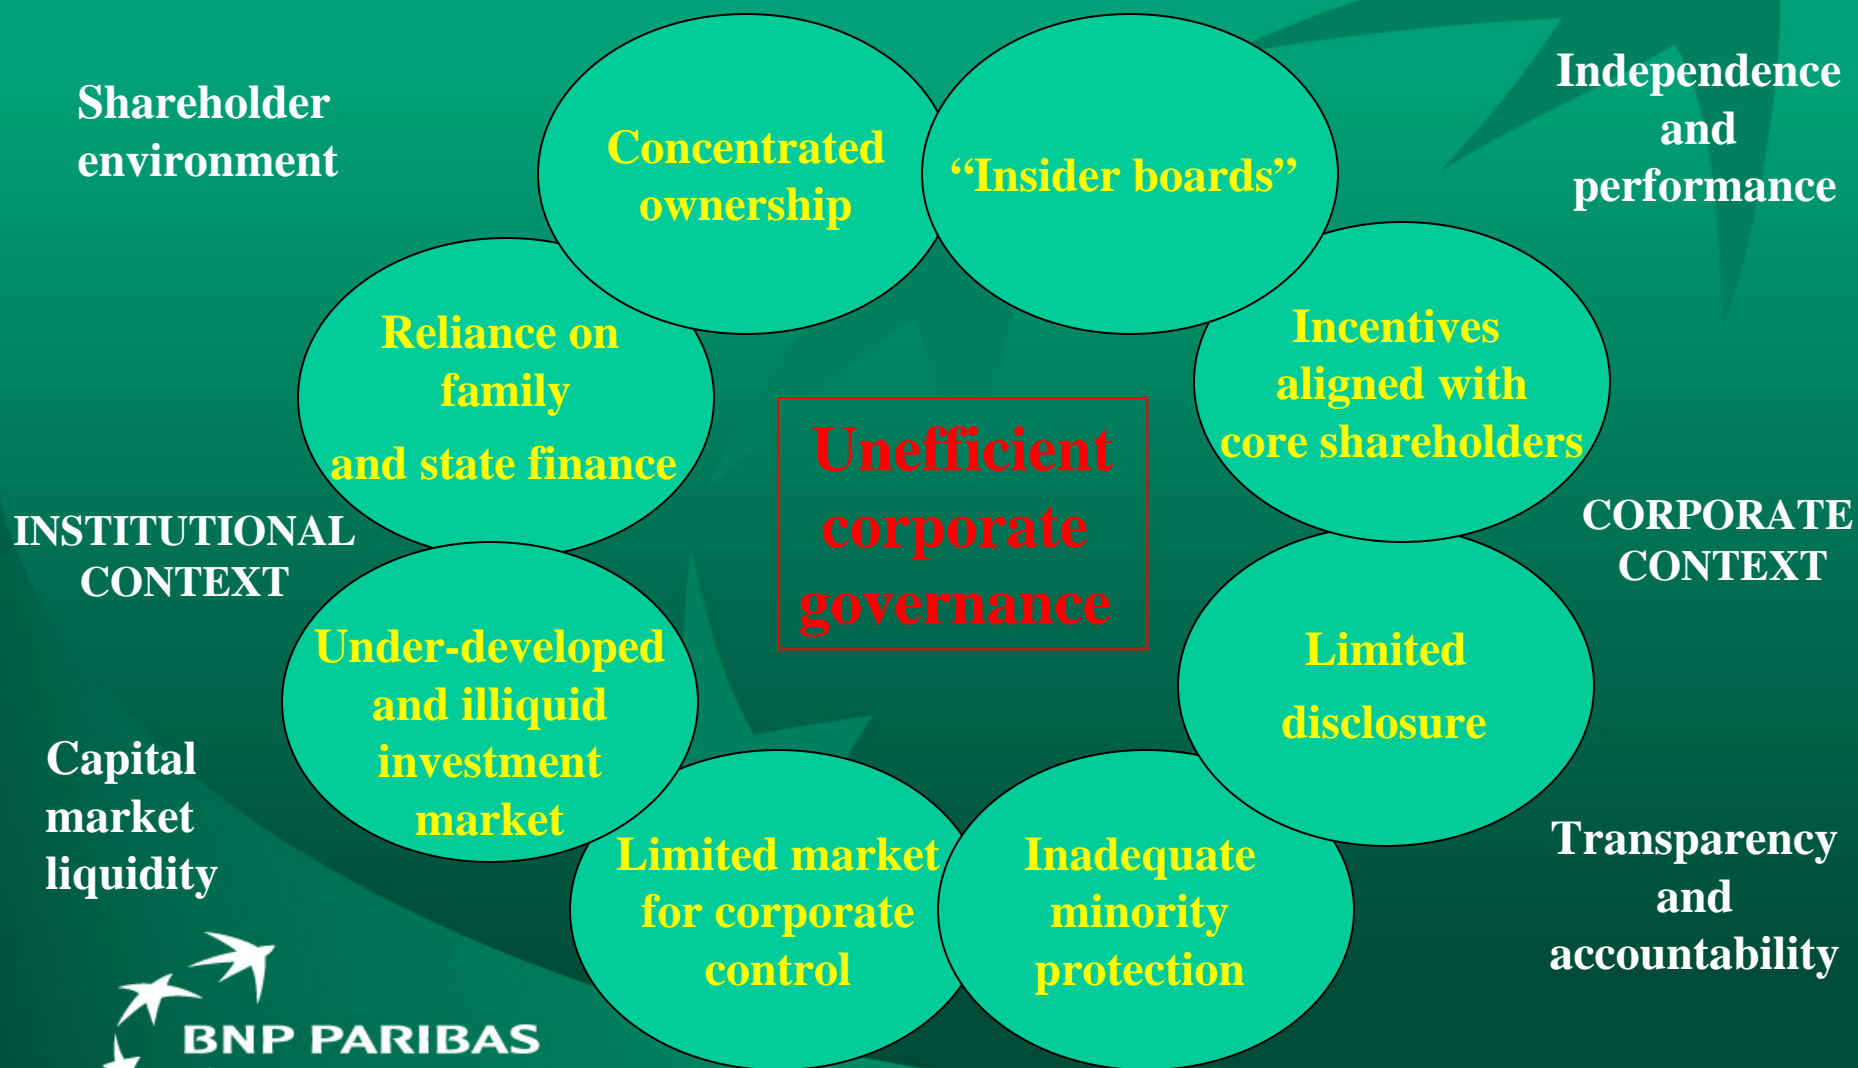 Shareholder
environment
Concentrated
ownership
“Insider boards”
Independence
and
performance
Reliance on
family
and state finance
Incentives
aligned with
core shareholders
Unefficient
corporate
governance
INSTITUTIONAL
CONTEXT
CORPORATE
CONTEXT
Under-developed
and illiquid
investment
market
Limited
disclosure
Capital
market
liquidity
Limited market
for corporate
control
Inadequate
minority
protection
Transparency
and
accountability
BNP PARIBAS